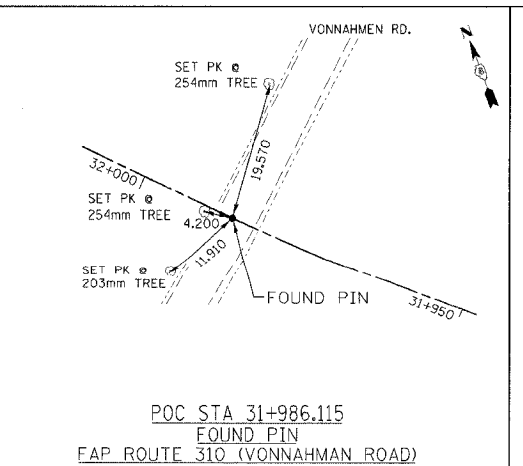 VONNAHMEN RD.
N
SET PK @
254mm TREE
19.570
32+000
SET PK @
254mm TREE
4.200
11.910
SET PK @
203mm TREE
FOUND PIN
31+950
POC STA 31+986.115
FOUND PIN
FAP ROUTE 310 (VONNAHMAN ROAD)